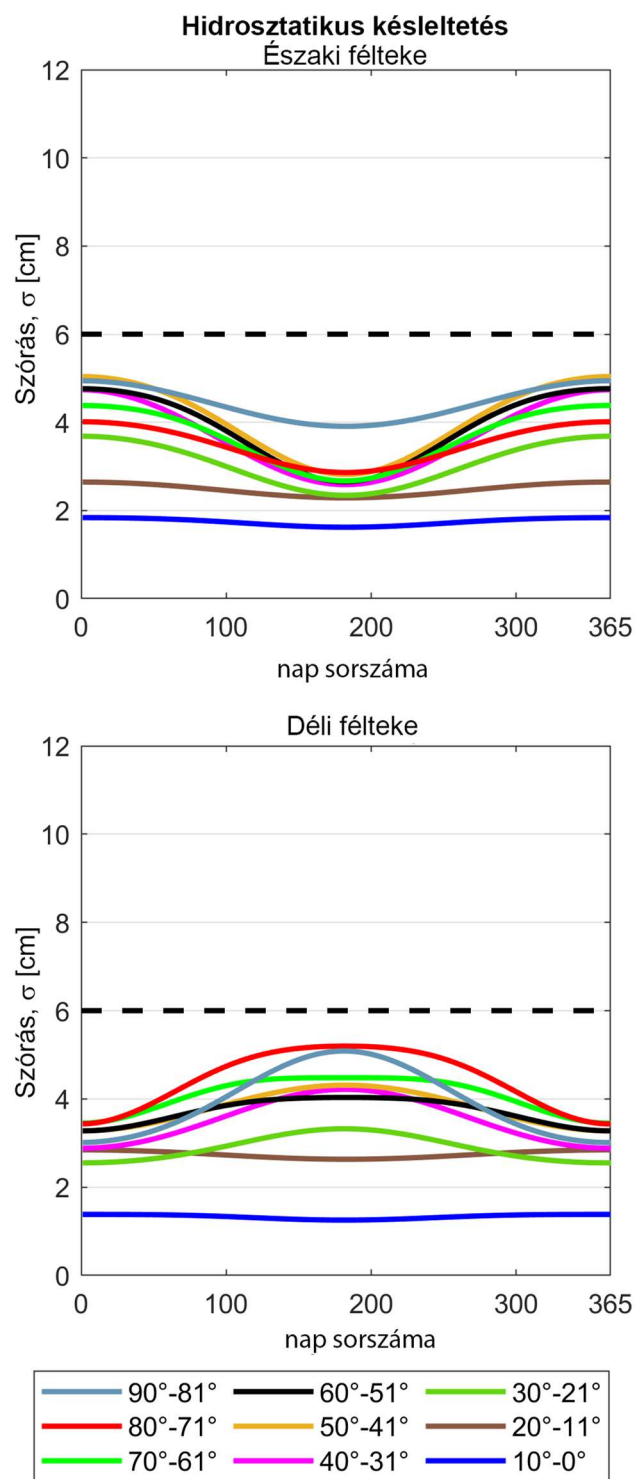 Hidrosztatikus késleltetés
Északi félteke
12
10
8
6
4
2
0
Szórás, σ [cm]
0 100 200 300 365
nap sorszáma
Déli félteke
12
10
8
6
4
2
0
Szórás, σ [cm]
0 100 200 300 365
nap sorszáma
90°-81° 60°-51° 30°-21°
80°-71° 50°-41° 20°-11°
70°-61° 40°-31° 10°-0°